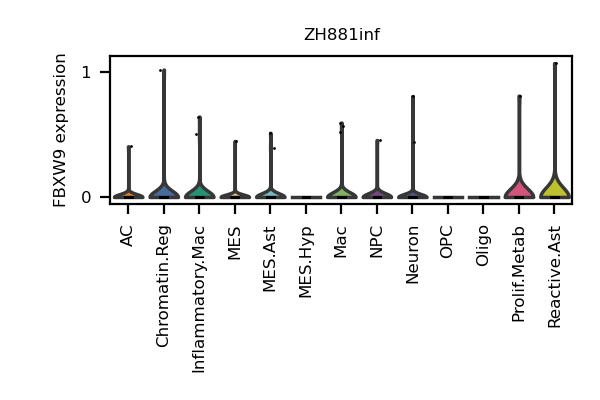 ZH881inf
FBXW9 expression
1
0
AC
Chromatin.Reg
Inflammatory.Mac
MES
MES.Ast
MES.Hyp
Mac
NPC
Neuron
OPC
Oligo
Prolif.Metab
Reactive.Ast